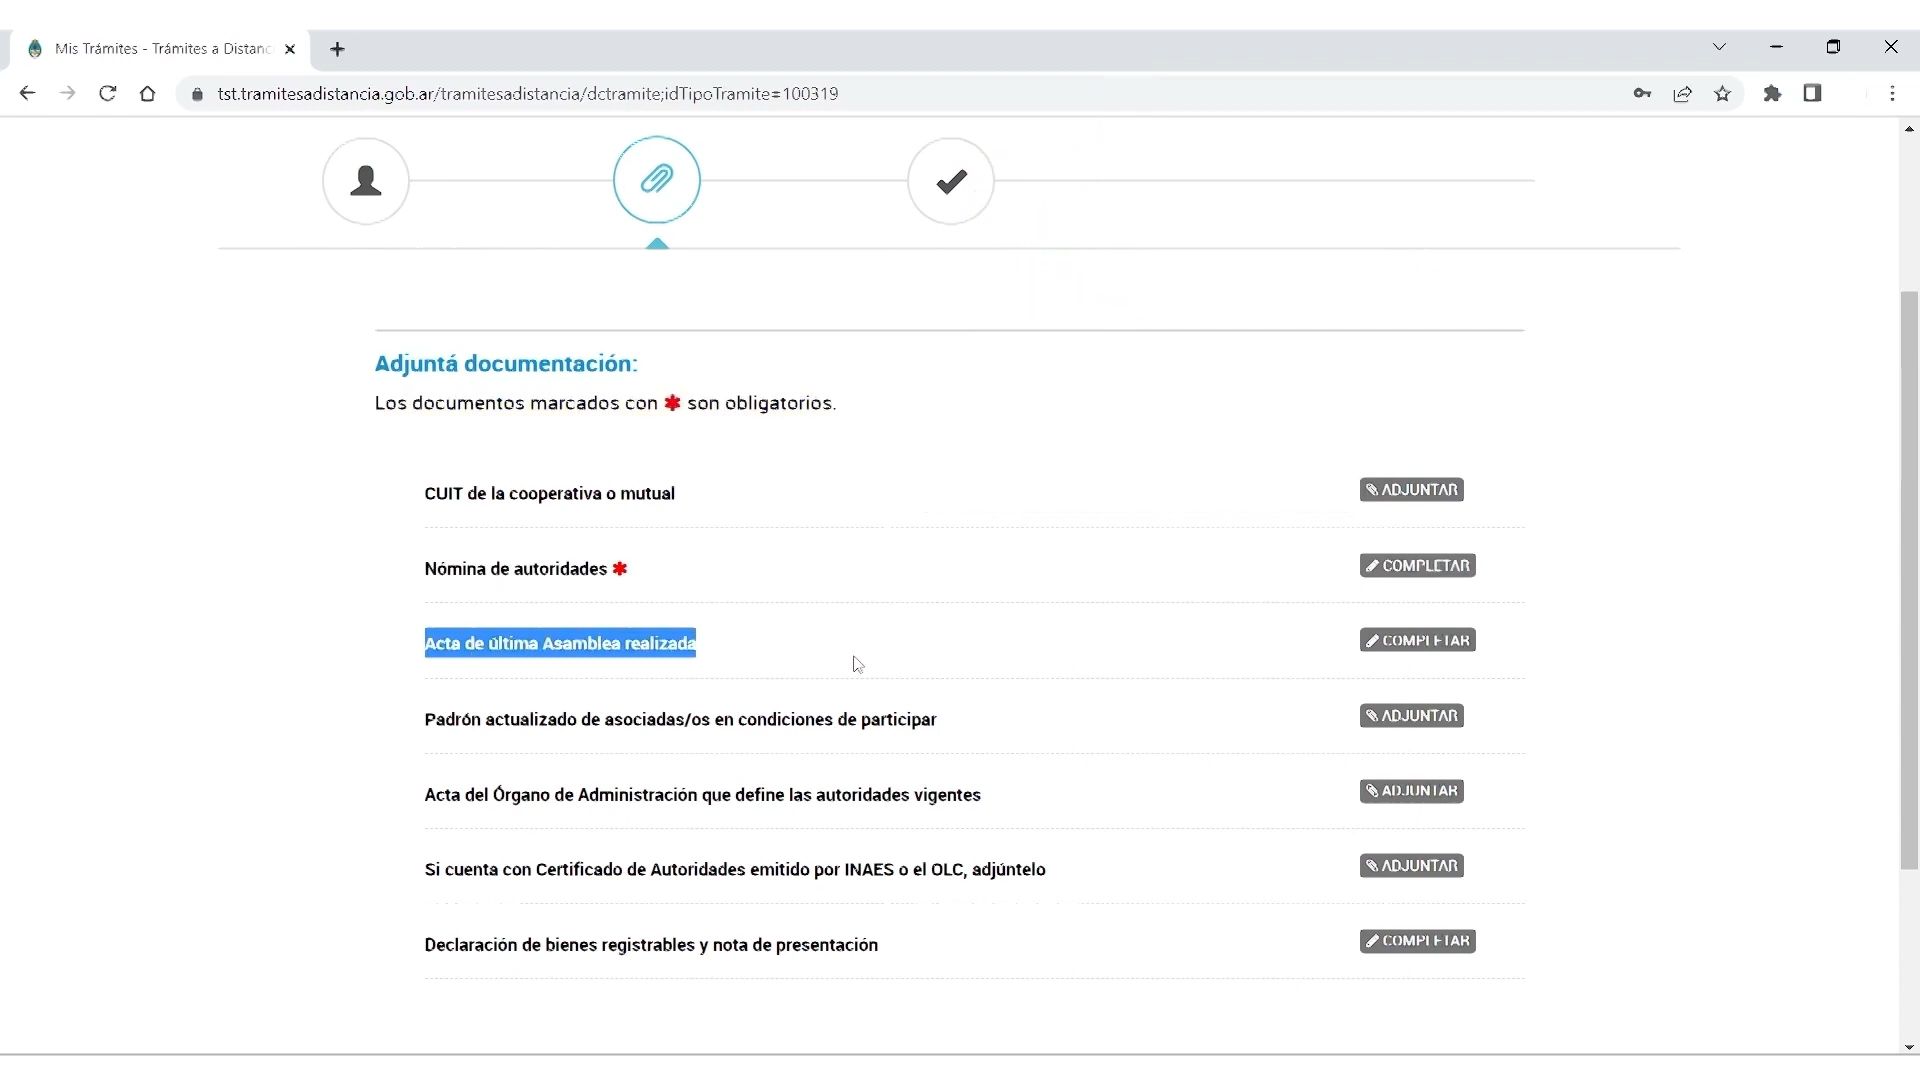 Mis Trámites - Trámites a Distanc
tst.tramitesadistancia.gob.ar/tramitesadistancia/dctramite;idTipoTramite=100319
Adjuntá documentación:
Los documentos marcados con * son obligatorios.
CUIT de la cooperativa o mutual
ADJUNTAR
Nómina de autoridades *
COMPLETAR
Acta de última Asamblea realizada
COMPLETAR
Padrón actualizado de asociadas/os en condiciones de participar
ADJUNTAR
Acta del Órgano de Administración que define las autoridades vigentes
ADJUNTAR
Si cuenta con Certificado de Autoridades emitido por INAES o el OLC, adjúntelo
ADJUNTAR
Declaración de bienes registrables y nota de presentación
COMPLETAR